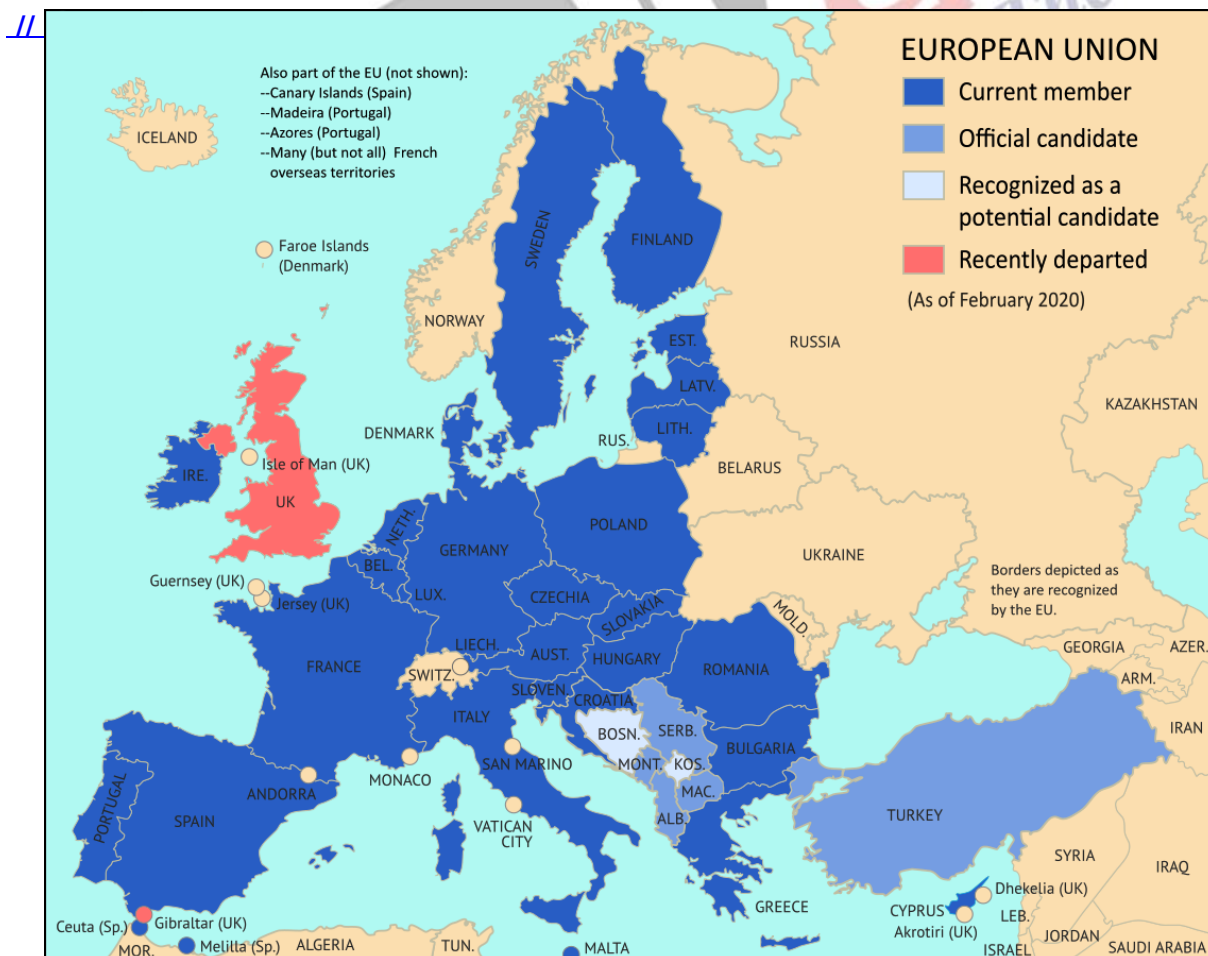 //
EUROPEAN UNION
Current member
Official candidate
Recognized as a
potential candidate
Recently departed
(As of February 2020)
Also part of the EU (not shown):
--Canary Islands (Spain)
--Madeira (Portugal)
--Azores (Portugal)
--Many (but not all) French
overseas territories
ICELAND
Faroe Islands
(Denmark)
SWEDEN
FINLAND
NORWAY
RUSSIA
EST.
LATV.
LITH.
RUS.
KAZAKHSTAN
DENMARK
BELARUS
IRE.
Isle of Man (UK)
UK
NETH.
POLAND
GERMANY
BEL.
UKRAINE
Guernsey (UK)
Jersey (UK)
LUX.
CZECHIA
SLOVAKIA
MOLD.
Borders depicted as
they are recognized
by the EU.
LIECH.
AUST.
HUNGARY
ROMANIA
GEORGIA
AZER.
ARM.
FRANCE
SWITZ.
SLOVEN.
CROATIA
ITALY
BOSN.
SERB.
BULGARIA
IRAN
MONACO
SAN MARINO
MONT.
KOS.
MAC.
ALB.
ANDORRA
PORTUGAL
SPAIN
VATICAN
CITY
TURKEY
SYRIA
IRAQ
GREECE
CYPRUS
Dhekelia (UK)
Akrotiri (UK)
LEB.
ISRAEL
JORDAN
SAUDI ARABIA
Ceuta (Sp.)
Gibraltar (UK)
Melilla (Sp.)
MOR.
ALGERIA
TUN.
MALTA